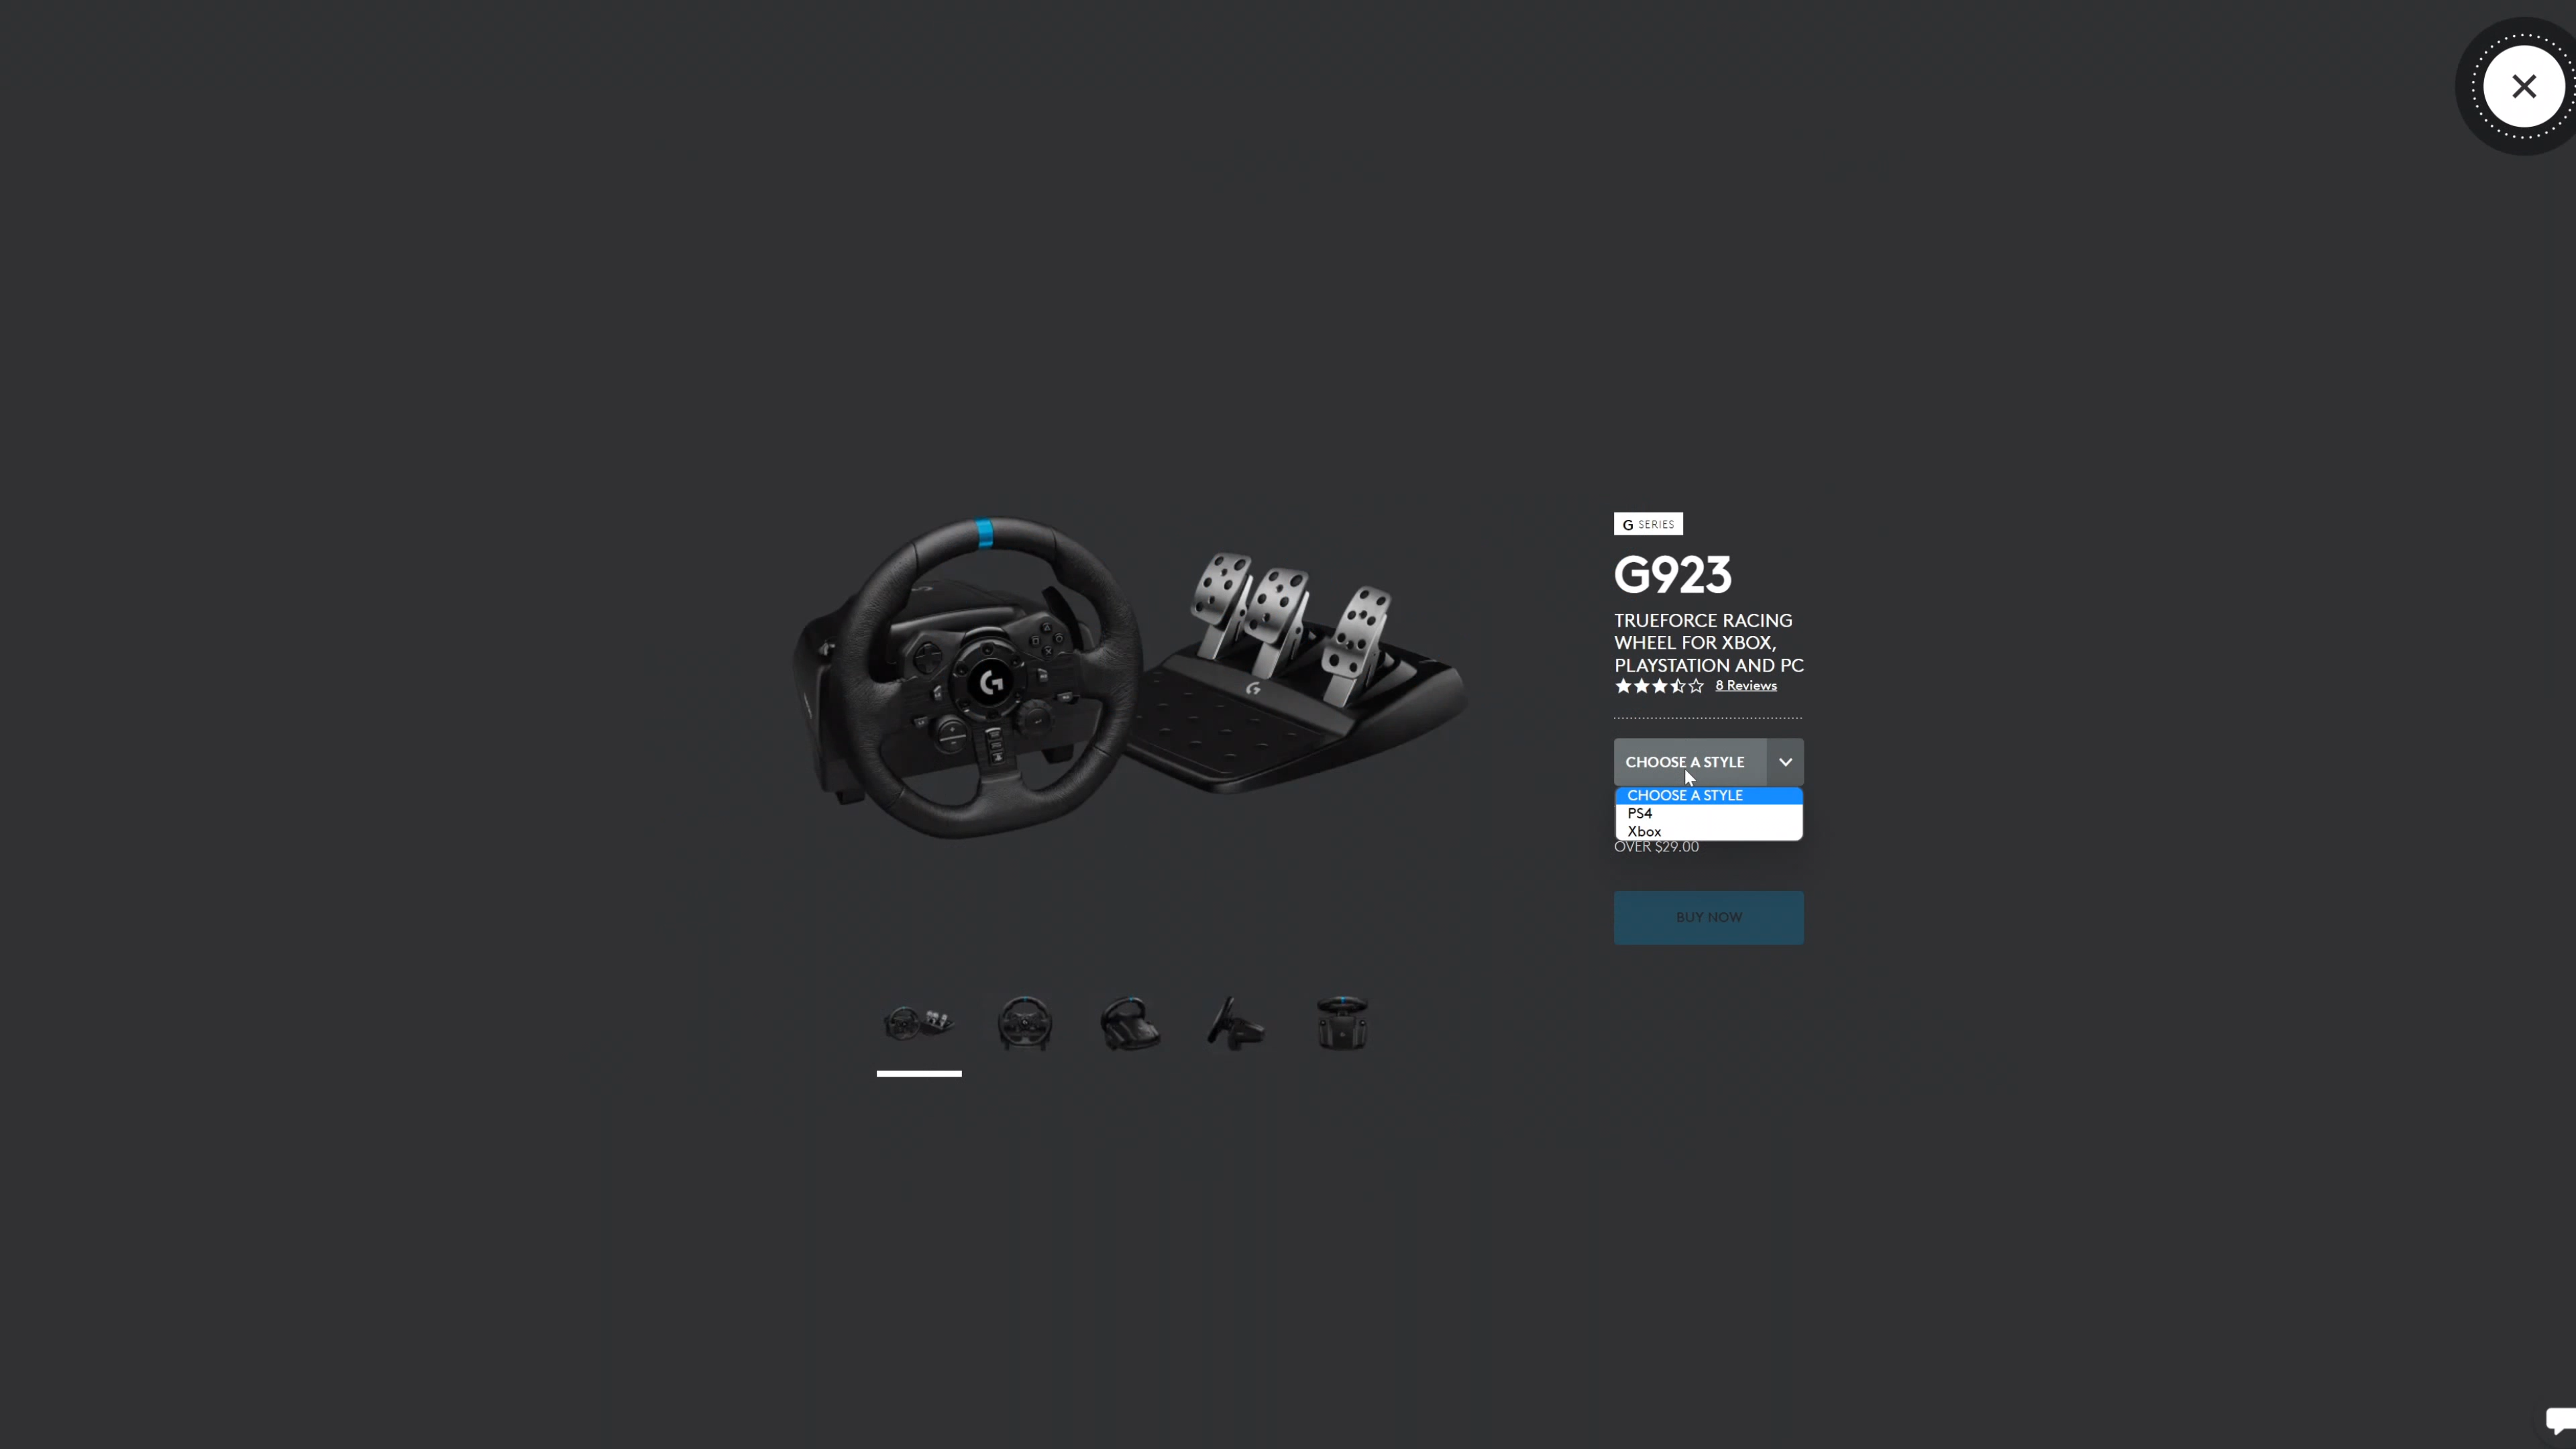 G SERIES
G923
TRUEFORCE RACING
WHEEL FOR XBOX,
PLAYSTATION AND PC
8 Reviews
CHOOSE A STYLE
CHOOSE A STYLE
PS4
Xbox
OVER $29.00
BUY NOW